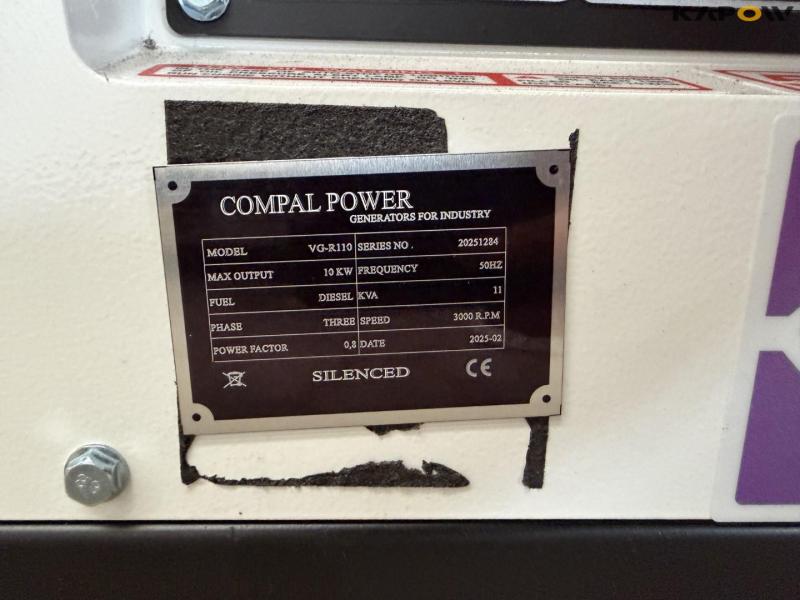 KAPOW
COMPAL POWER
GENERATORS FOR INDUSTRY
MODEL VG-R110 SERIES NO . 20251284
MAX OUTPUT 10 KW FREQUENCY 50HZ
FUEL DIESEL KVA 11
PHASE THREE SPEED 3000 R.P.M
POWER FACTOR 0,8 DATE 2025-02
SILENCED CE